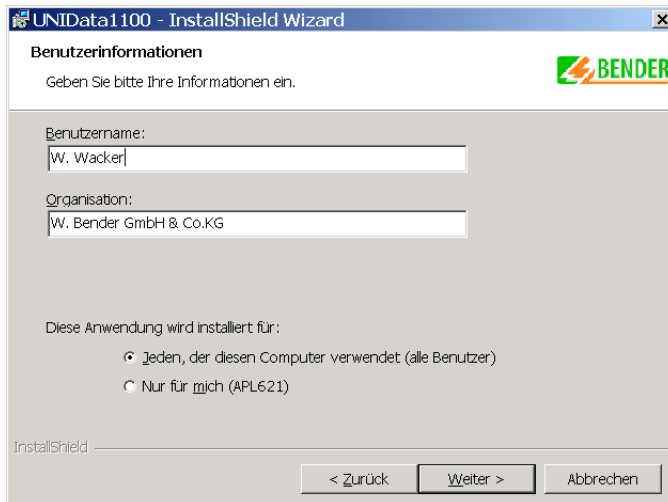 UNIData1100 - InstallShield Wizard
Benutzerinformationen
Geben Sie bitte Ihre Informationen ein.
BENDER
Benutzername:
W. Wacker
Organisation:
W. Bender GmbH & Co.KG
Diese Anwendung wird installiert für:
Jeden, der diesen Computer verwendet (alle Benutzer)
Nur für mich (APL621)
InstallShield
< Zurück Weiter > Abbrechen